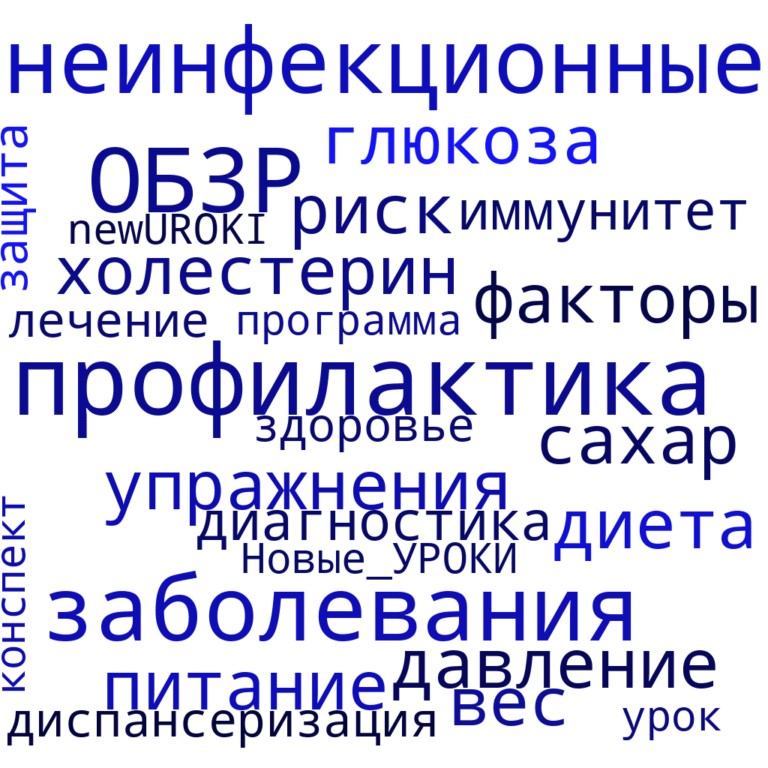 неинфекционные
защита
глюкоза
ОБЗР
риск
иммунитет
newUROKI
холестерин
факторы
лечение
программа
профилактика
здоровье
сахар
упражнения
диагностика
диета
Новые_УРОКИ
конспект
заболевания
давление
питание
вес
урок
диспансеризация